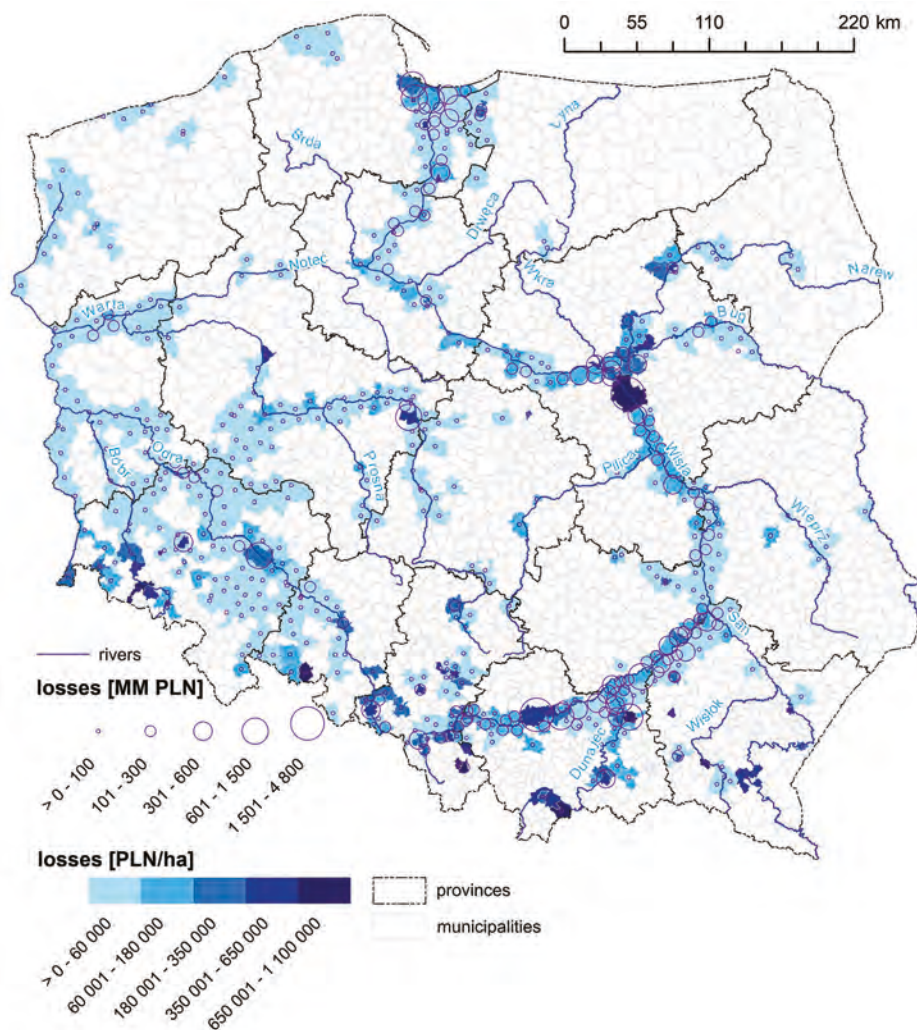 0 55 110 220 km
Łyna
Brda
Drwęca
Wkra
Noteć
Narew
Warta
Bug
Odra
Bóbr
Prosna
Pilica
Wisła
Wieprz
San
rivers
losses [MM PLN]
> 0 - 100
101 - 300
301 - 600
601 - 1 500
1 501 - 4 800
Wisłok
Dunajec
losses [PLN/ha]
> 0 - 60 000
60 001 - 180 000
180 001 - 350 000
350 001 - 650 000
650 001 - 1 100 000
provinces
municipalities